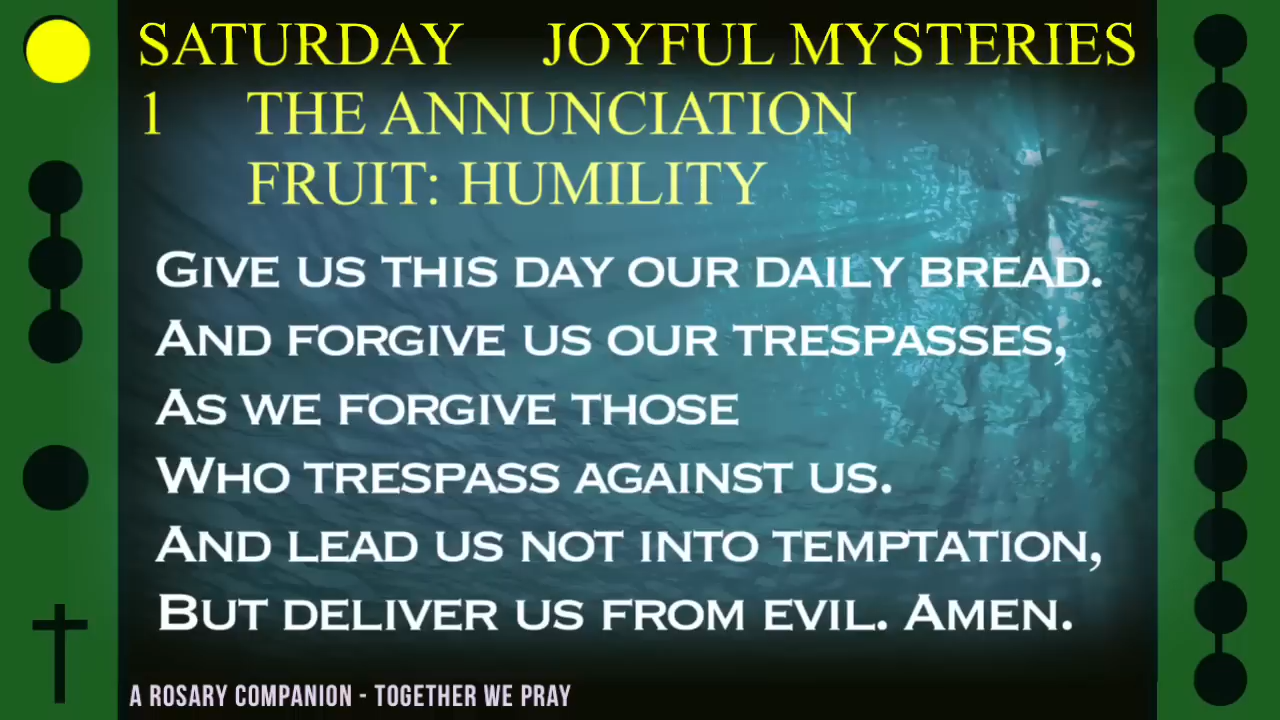 SATURDAY JOYFUL MYSTERIES
1 THE ANNUNCIATION
FRUIT: HUMILITY
GIVE US THIS DAY OUR DAILY BREAD.
AND FORGIVE US OUR TRESPASSES,
AS WE FORGIVE THOSE
WHO TRESPASS AGAINST US.
AND LEAD US NOT INTO TEMPTATION,
BUT DELIVER US FROM EVIL. AMEN.
A ROSARY COMPANION - TOGETHER WE PRAY